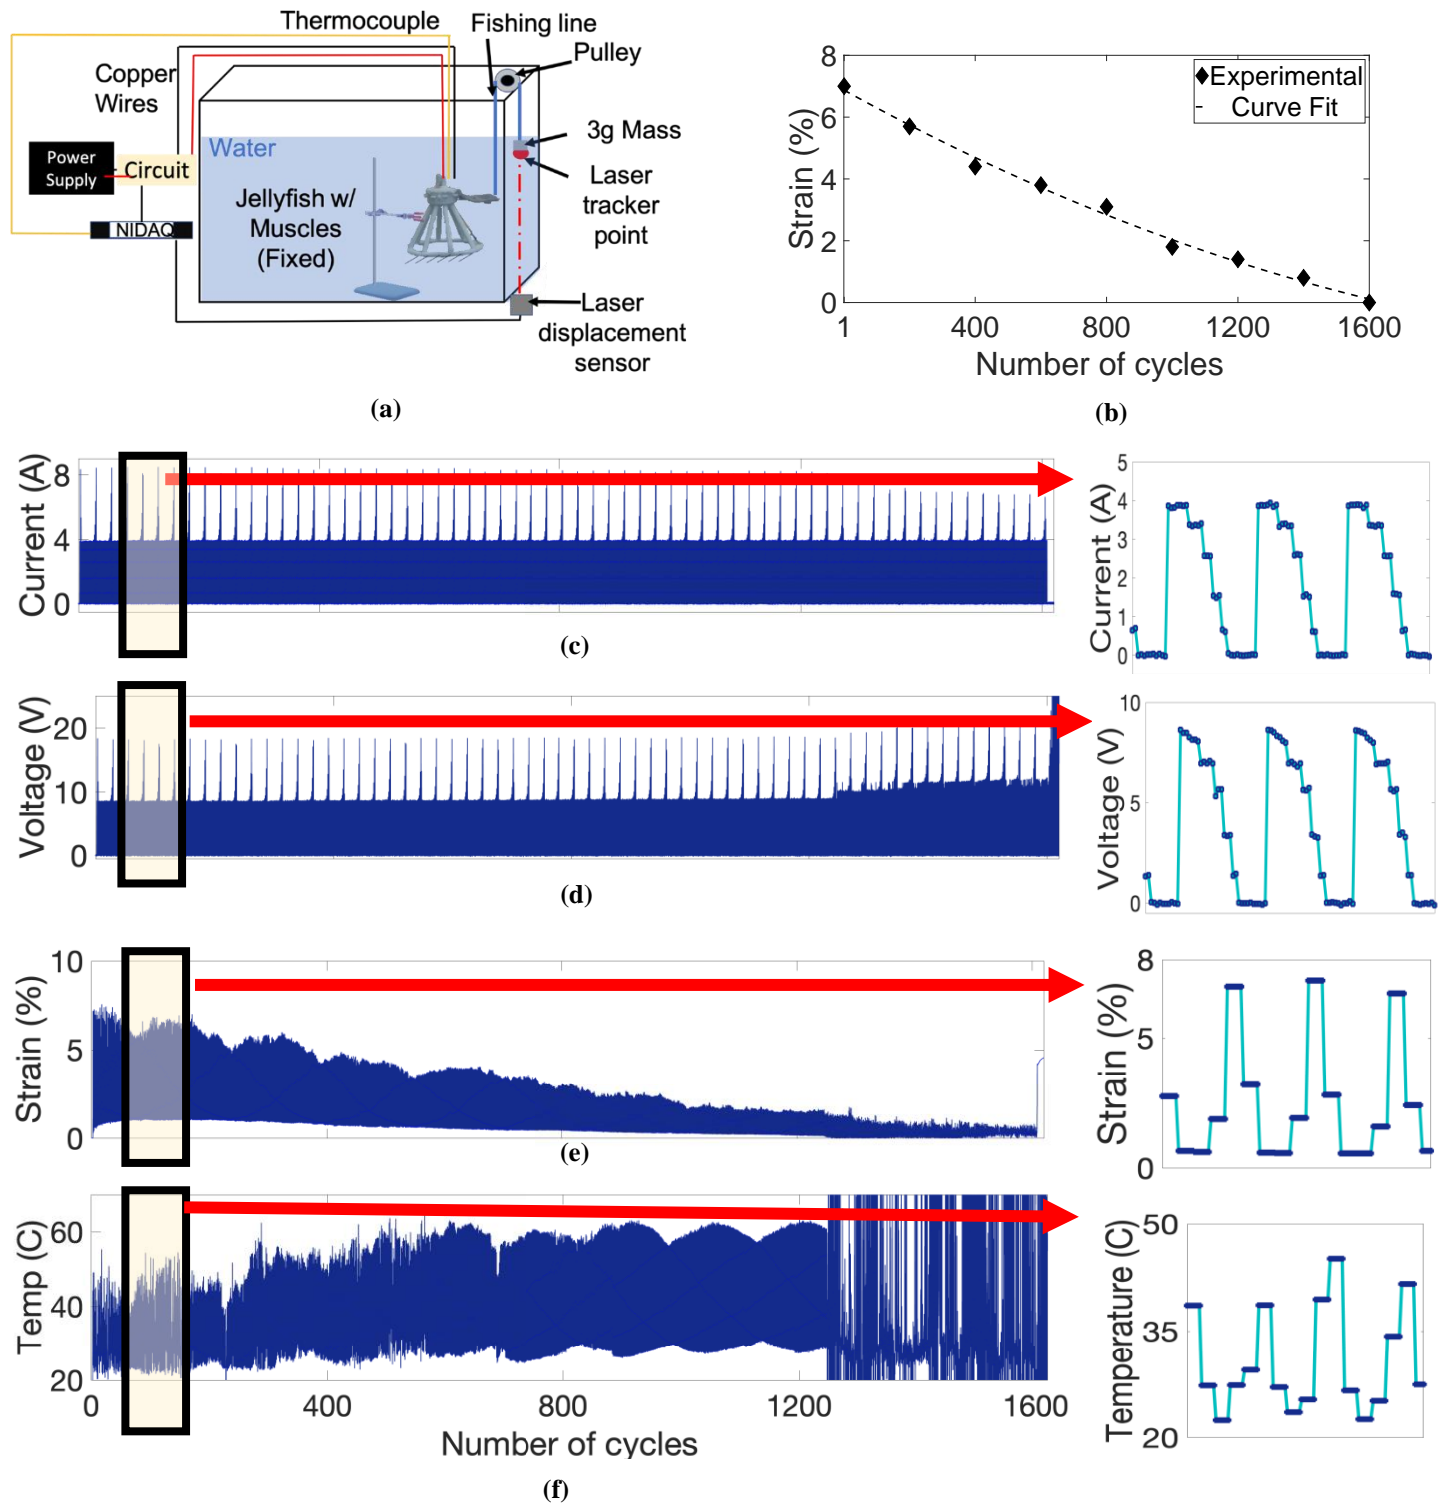 Thermocouple
Fishing line
Pulley
Copper
Wires
3g Mass
Water
Power
Supply
Circuit
Laser
tracker
point
Jellyfish w/
Muscles
(Fixed)
NIDAQ
Laser
displacement
sensor
(a)
8
6
4
2
0
Strain (%)
Experimental
Curve Fit
1
400
800
1200
1600
Number of cycles
(b)
Current (A)
8
4
0
(c)
Current (A)
5
4
3
2
1
0
Voltage (V)
20
10
0
(d)
Voltage (V)
10
5
0
Strain (%)
10
5
0
(e)
Strain (%)
8
5
0
Temp (C)
60
40
20
0
400
800
1200
1600
Number of cycles
(f)
Temperature (C)
50
35
20